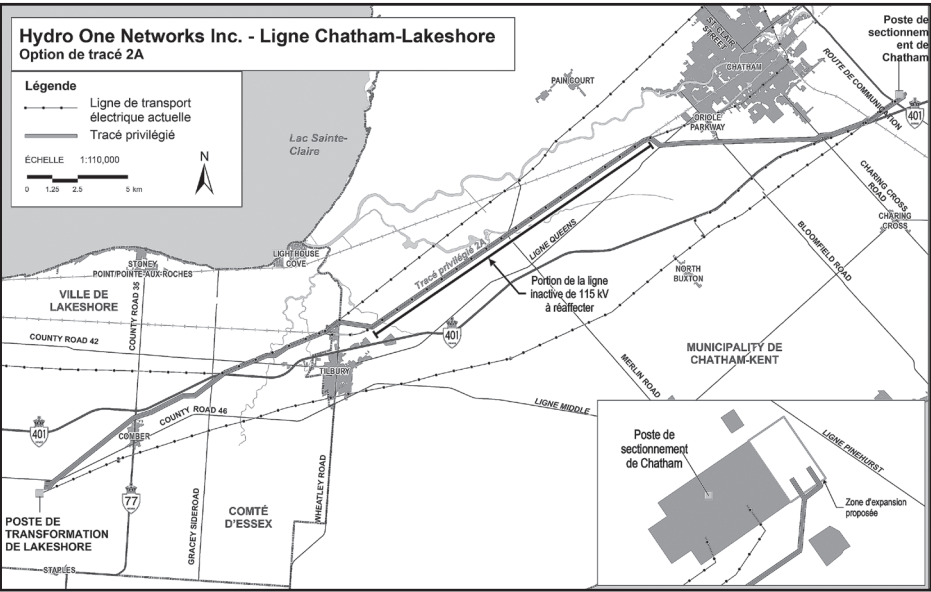 Hydro One Networks Inc. - Ligne Chatham-Lakeshore
Option de tracé 2A
Légende
Ligne de transport
électrique actuelle
Tracé privilégié
ÉCHELLE 1:110,000
0 1.25 2.5 5 km
N
Lac Sainte-
Claire
PAIN COURT
ST. CLAIR
STREET
CHATHAM
Poste de
sectionnem
ent de
Chatham
ROUTE DE COMMUNICATION
401
ORIOLE
PARKWAY
CHARING CROSS
ROAD
CHARING
CROSS
BLOOMFIELD ROAD
LIGHTHOUSE
COVE
STONEY
POINT/POINTE-AUX-ROCHES
Tracé privilégié 2A
LIGNE QUEENS
Portion de la ligne
inactive de 115 kV
à réaffecter
NORTH
BUXTON
VILLE DE
LAKESHORE
COUNTY ROAD 35
COUNTY ROAD 42
401
MUNICIPALITY DE
CHATHAM-KENT
MERLIN ROAD
TILBURY
COUNTY ROAD 46
LIGNE MIDDLE
401
COMBER
77
GRACEY SIDEROAD
WHEATLEY ROAD
COMTÉ
D'ESSEX
POSTE DE
TRANSFORMATION
DE LAKESHORE
STAPLES
Poste de
sectionnement
de Chatham
LIGNE PINEHURST
Zone d'expansion
proposée